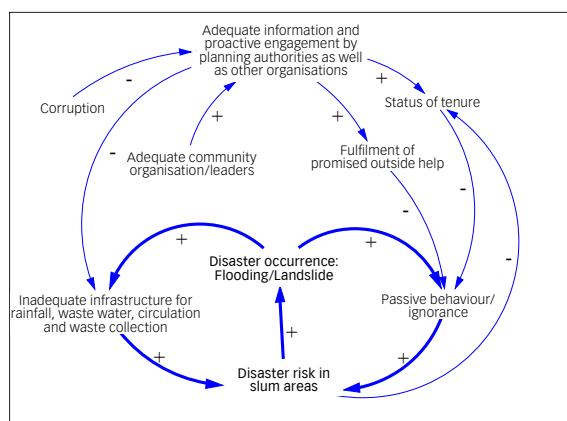 Adequate information and
proactive engagement by
planning authorities as well
as other organisations
-
+
Corruption
Status of tenure
+
+
-
Adequate community
organisation/leaders
Fulfilment of
promised outside help
-
-
+
+
Disaster occurrence:
Flooding/Landslide
-
Inadequate infrastructure for
rainfall, waste water, circulation
and waste collection
Passive behaviour/
ignorance
+
+
+
Disaster risk in
slum areas